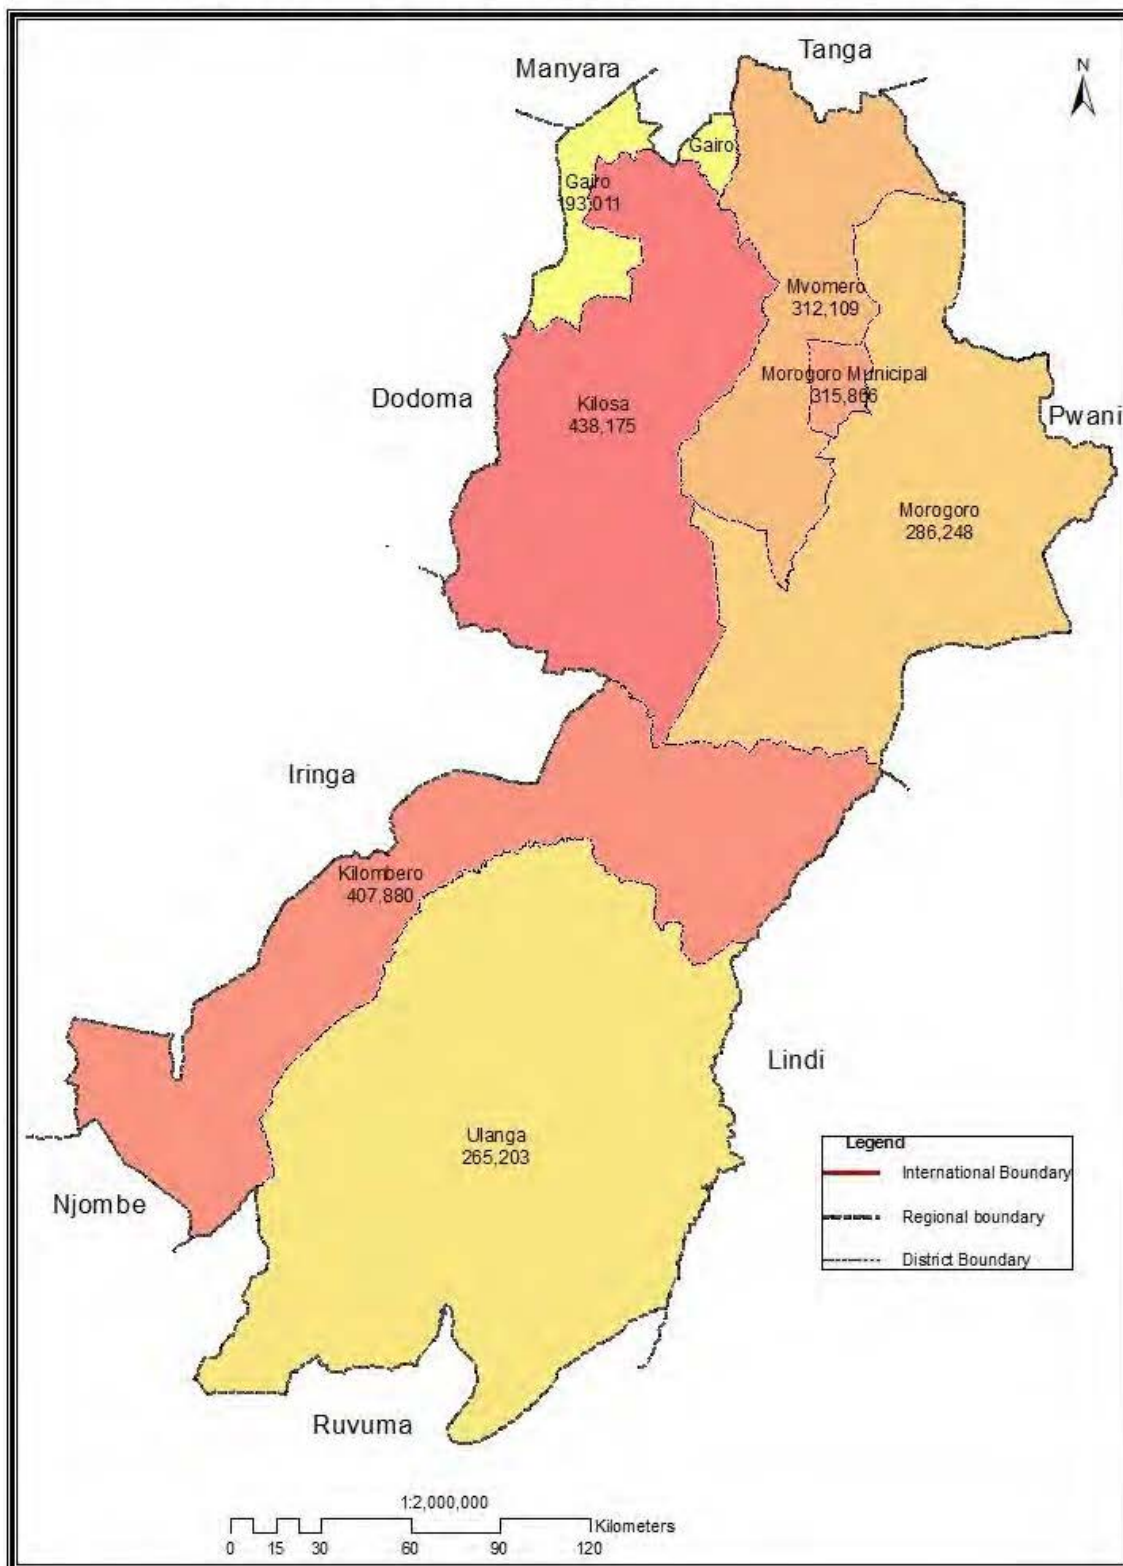 Tanga
Manyara
N
Gairo
Gairo
193,011
Mvomero
312,109
Morogoro Municipal
315,866
Dodoma
Kilosa
438,175
Pwani
Morogoro
286,248
Iringa
Kilombero
407,880
Lindi
Ulanga
265,203
Legend
International Boundary
Regional boundary
District Boundary
Njombe
Ruvuma
1:2,000,000
Kilometers
0 15 30 60 90 120